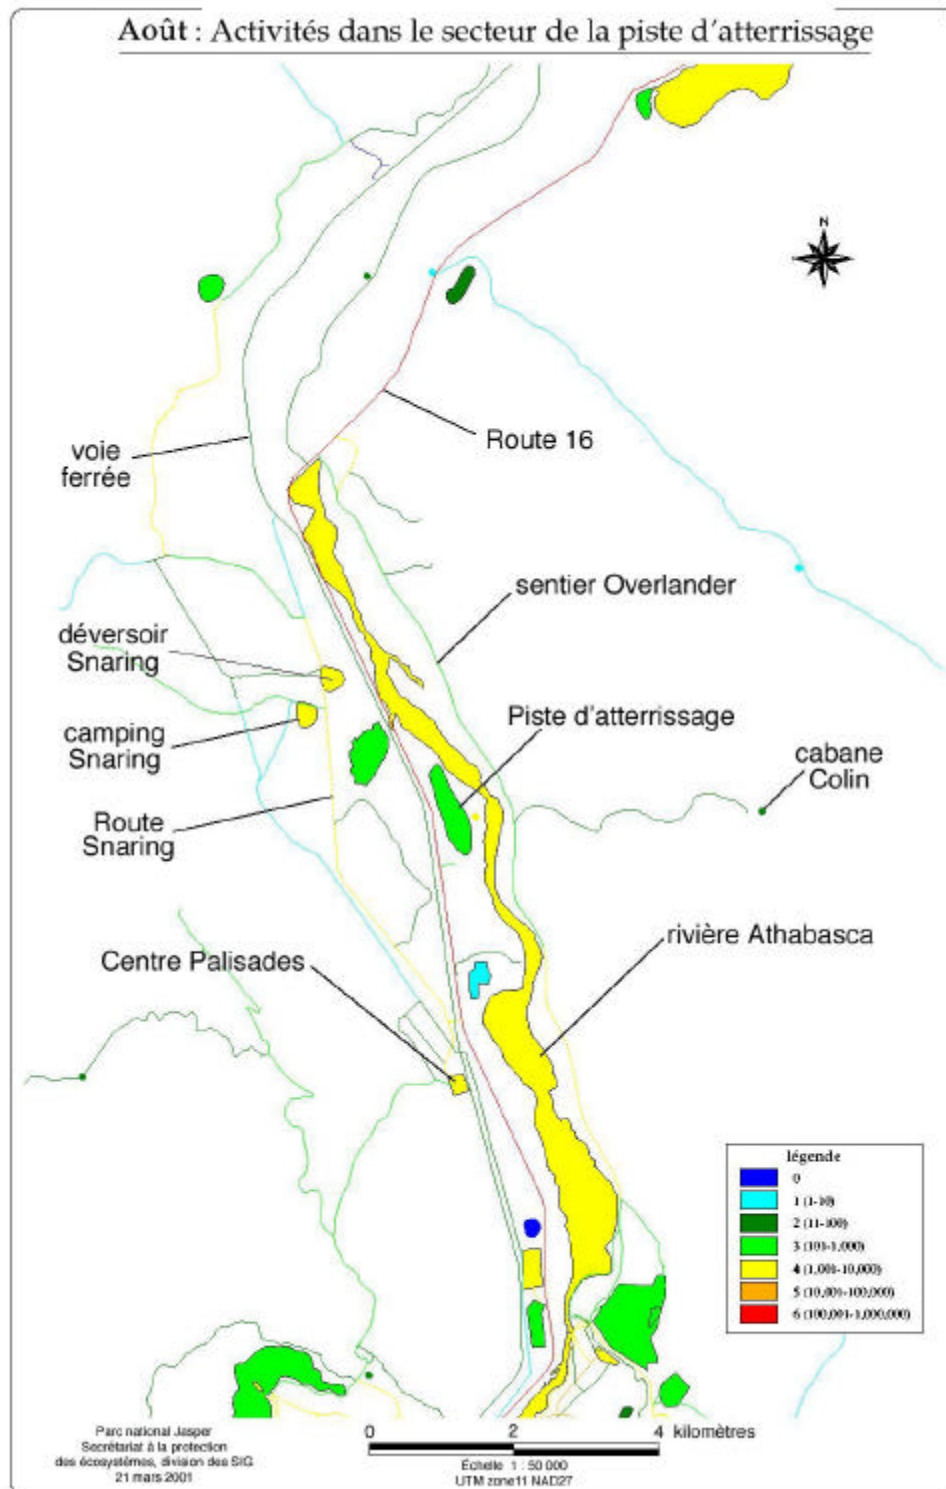 Août : Activités dans le secteur de la piste d'atterrissage
N
Route 16
voie
ferrée
sentier Overlander
déversoir
Snaring
Piste d'atterrissage
camping
Snaring
cabane
Colin
Route
Snaring
rivière Athabasca
Centre Palisades
légende
0
1 (1-10)
2 (11-100)
3 (101-1,000)
4 (1,001-10,000)
5 (10,001-100,000)
6 (100,001-1,000,000)
Parc national Jasper
Secrétariat à la protection
des écosystèmes, division des SIG
21 mars 2001
0 2 4 kilomètres
Échelle 1 : 50 000
UTM zone11 NAD27